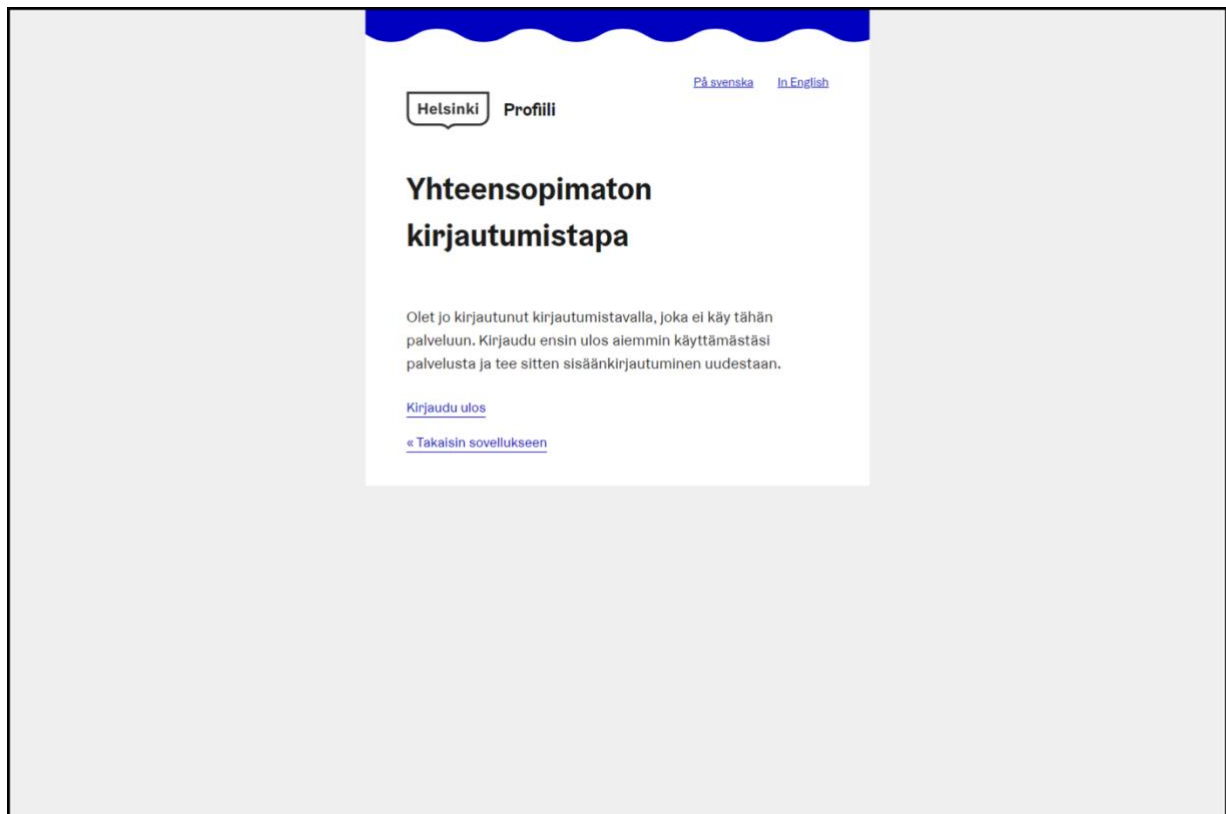 På svenska In English
Helsinki Profiili
Yhteensopimaton
kirjautumistapa
Olet jo kirjautunut kirjautumistavalla, joka ei käy tähän
palveluun. Kirjaudu ensin ulos aiemmin käyttämästäsi
palvelusta ja tee sitten sisäänkirjautuminen uudestaan.
Kirjaudu ulos
« Takaisin sovellukseen